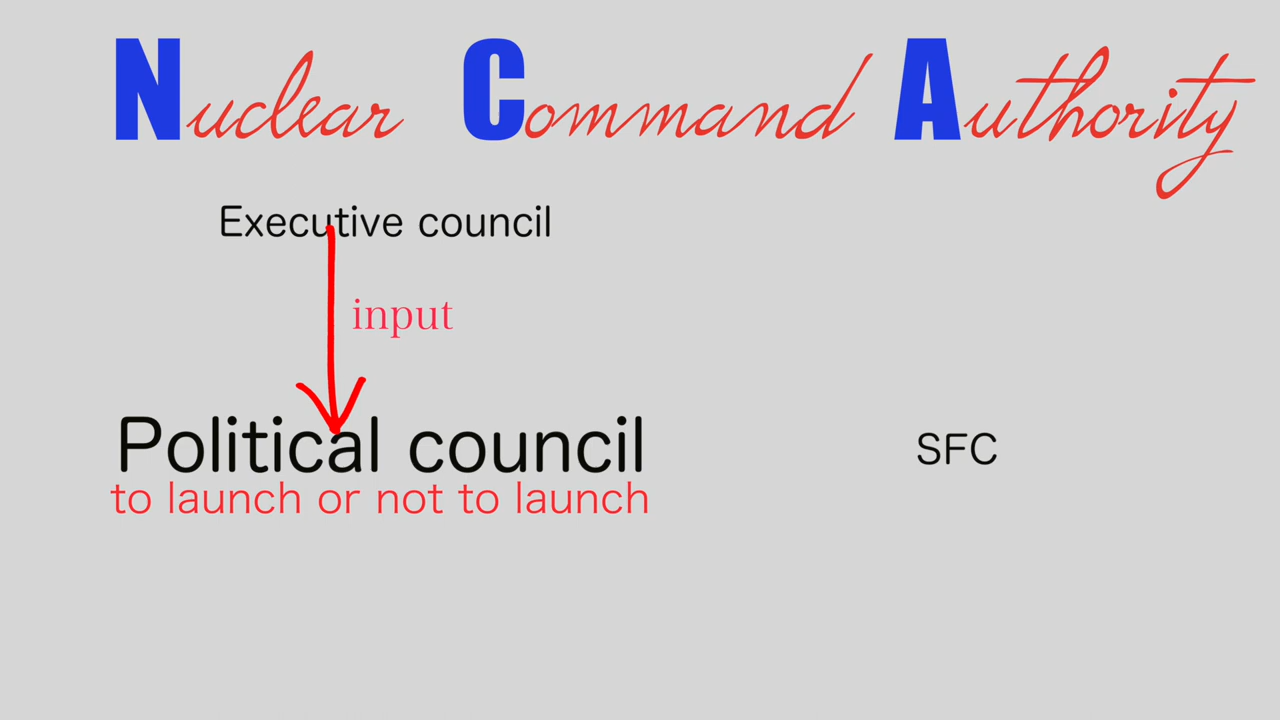 Nuclear Command Authority
Executive council
input
Political council
SFC
to launch or not to launch